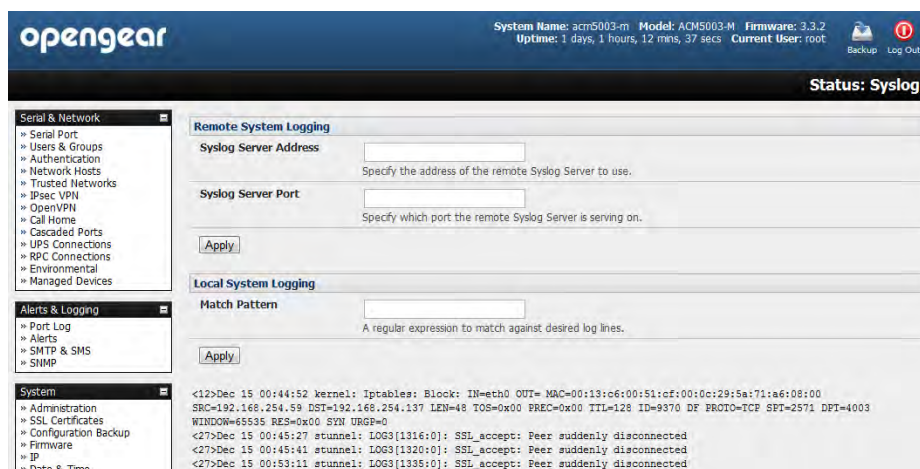 opengear
System Name: acm5003-m Model: ACM5003-M Firmware: 3.3.2
Uptime: 1 days, 1 hours, 12 mins, 37 secs Current User: root
Backup Log Out
Status: Syslog
Serial & Network
» Serial Port
» Users & Groups
» Authentication
» Network Hosts
» Trusted Networks
» IPsec VPN
» OpenVPN
» Call Home
» Cascaded Ports
» UPS Connections
» RPC Connections
» Environmental
» Managed Devices
Alerts & Logging
» Port Log
» Alerts
» SMTP & SMS
» SNMP
System
» Administration
» SSL Certificates
» Configuration Backup
» Firmware
» IP
» Date & Time
Remote System Logging
Syslog Server Address
Specify the address of the remote Syslog Server to use.
Syslog Server Port
Specify which port the remote Syslog Server is serving on.
Apply
Local System Logging
Match Pattern
A regular expression to match against desired log lines.
Apply
<12>Dec 15 00:44:52 kernel: Iptables: Block: IN=eth0 OUT= MAC=00:13:c6:00:51:cf:00:0c:29:5a:71:a6:08:00
SRC=192.168.254.59 DST=192.168.254.137 LEN=48 TOS=0x00 PREC=0x00 TTL=128 ID=9370 DF PROTO=TCP SPT=2571 DPT=4003
WINDOW=65535 RES=0x00 SYN URGP=0
<27>Dec 15 00:45:27 stunnel: LOG3[1316:0]: SSL_accept: Peer suddenly disconnected
<27>Dec 15 00:45:41 stunnel: LOG3[1320:0]: SSL_accept: Peer suddenly disconnected
<27>Dec 15 00:53:11 stunnel: LOG3[1335:0]: SSL_accept: Peer suddenly disconnected